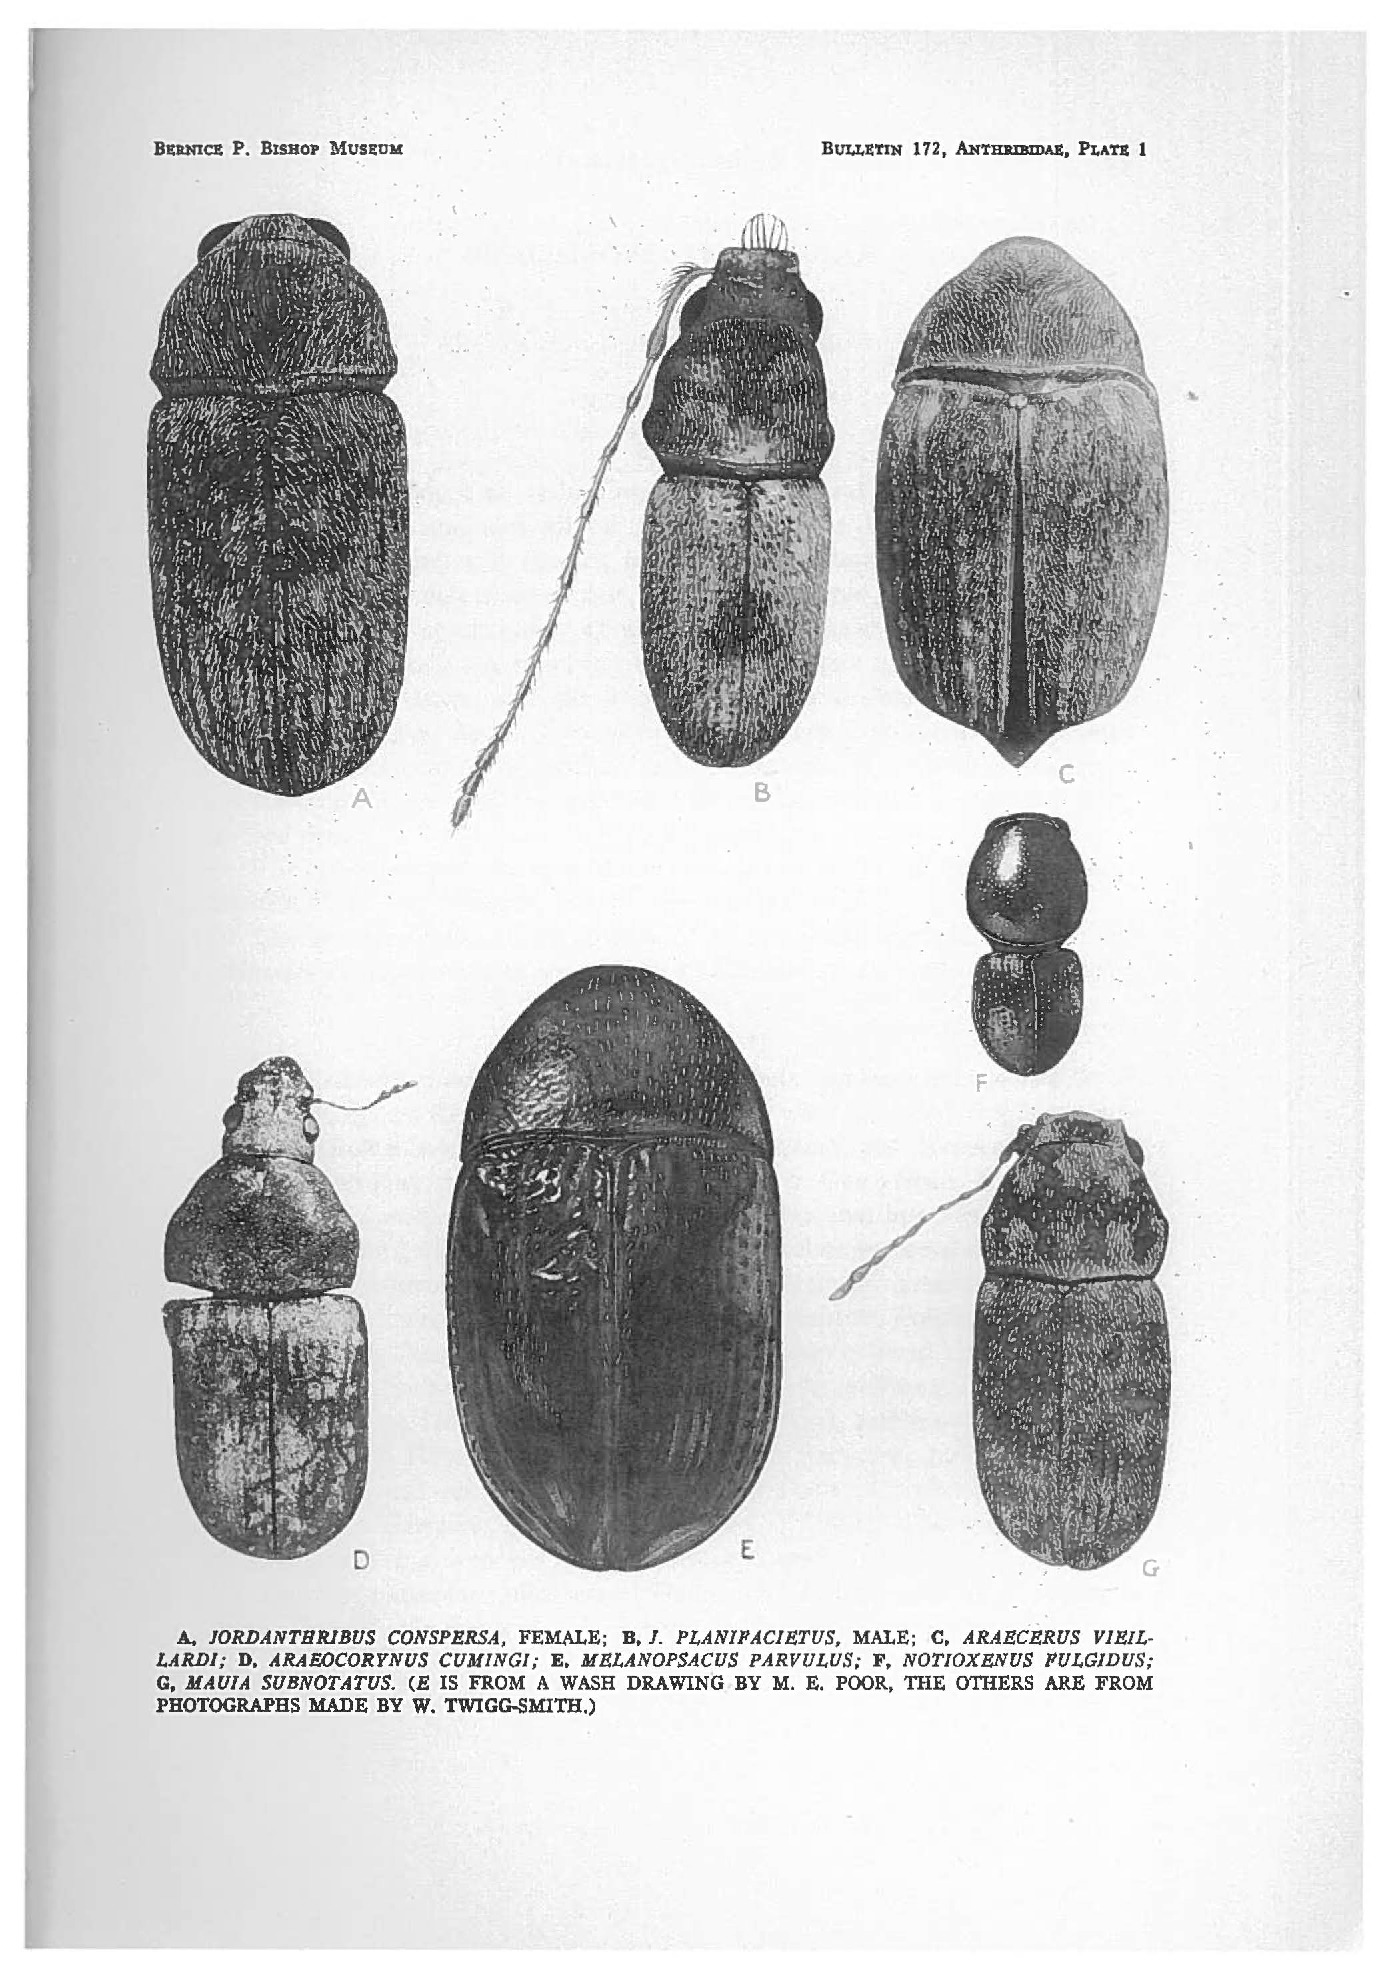 BERNICE P. BISHOP MUSEUM
BULLETIN 172, ANTHRIBIDAE, PLATE 1
A
B
C
F
D
E
G
A, JORDANTHRIBUS CONSPERSA, FEMALE; B, J. PLANIFACIETUS, MALE; C, ARAECERUS VIEIL-
LARDI; D, ARAEOCORYNUS CUMINGI; E, MELANOPSACUS PARVULUS; F, NOTIOXENUS FULGIDUS;
G, MAUIA SUBNOTATUS. (E IS FROM A WASH DRAWING BY M. E. POOR, THE OTHERS ARE FROM
PHOTOGRAPHS MADE BY W. TWIGG-SMITH.)